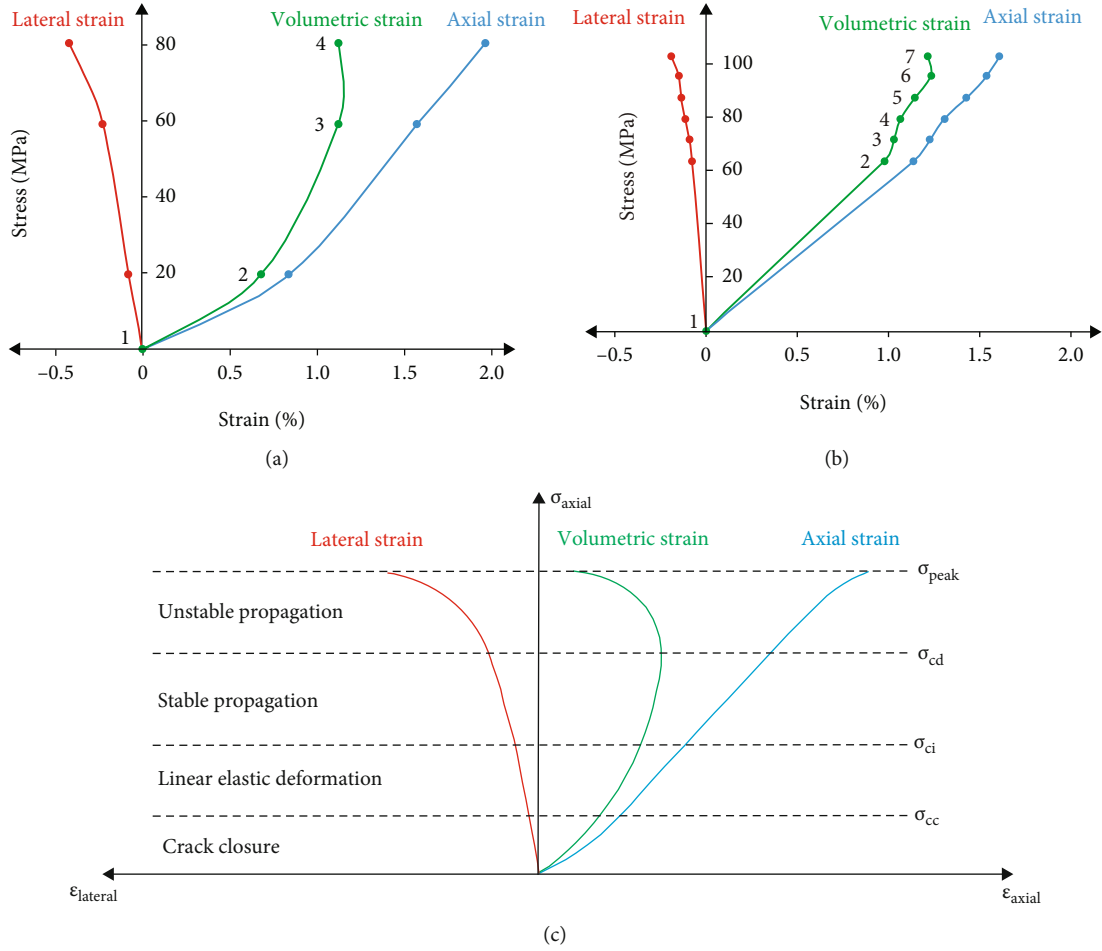 Lateral strain
Volumetric strain
Axial strain
Stress (MPa)
80
60
40
20
4
3
2
1
−0.5
0
0.5
1.0
1.5
2.0
Strain (%)
(a)
Lateral strain
Volumetric strain
Axial strain
Stress (MPa)
100
80
60
40
20
7
6
5
4
3
2
1
−0.5
0
0.5
1.0
1.5
2.0
Strain (%)
(b)
σaxial
Lateral strain
Volumetric strain
Axial strain
σpeak
Unstable propagation
σcd
Stable propagation
σci
Linear elastic deformation
σcc
Crack closure
εlateral
εaxial
(c)